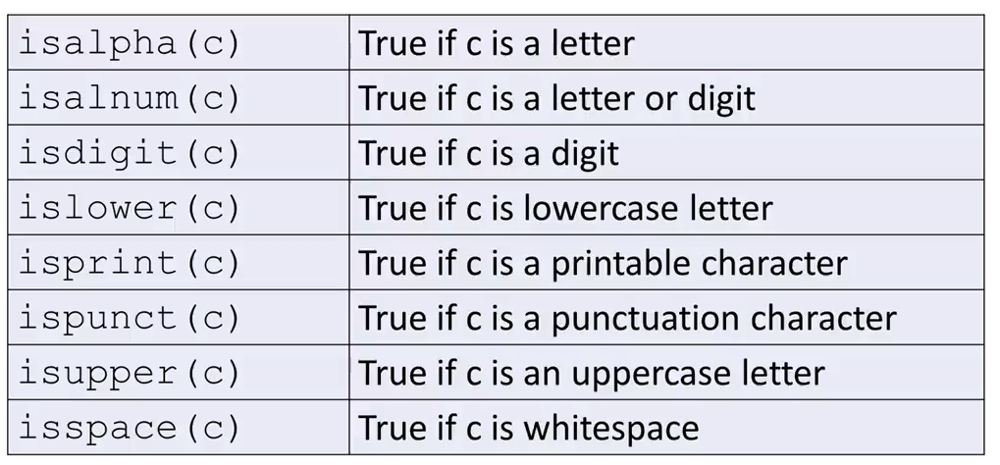 isalpha(c) True if c is a letter
isalnum(c) True if c is a letter or digit
isdigit(c) True if c is a digit
islower(c) True if c is lowercase letter
isprint(c) True if c is a printable character
ispunct(c) True if c is a punctuation character
isupper(c) True if c is an uppercase letter
isspace(c) True if c is whitespace